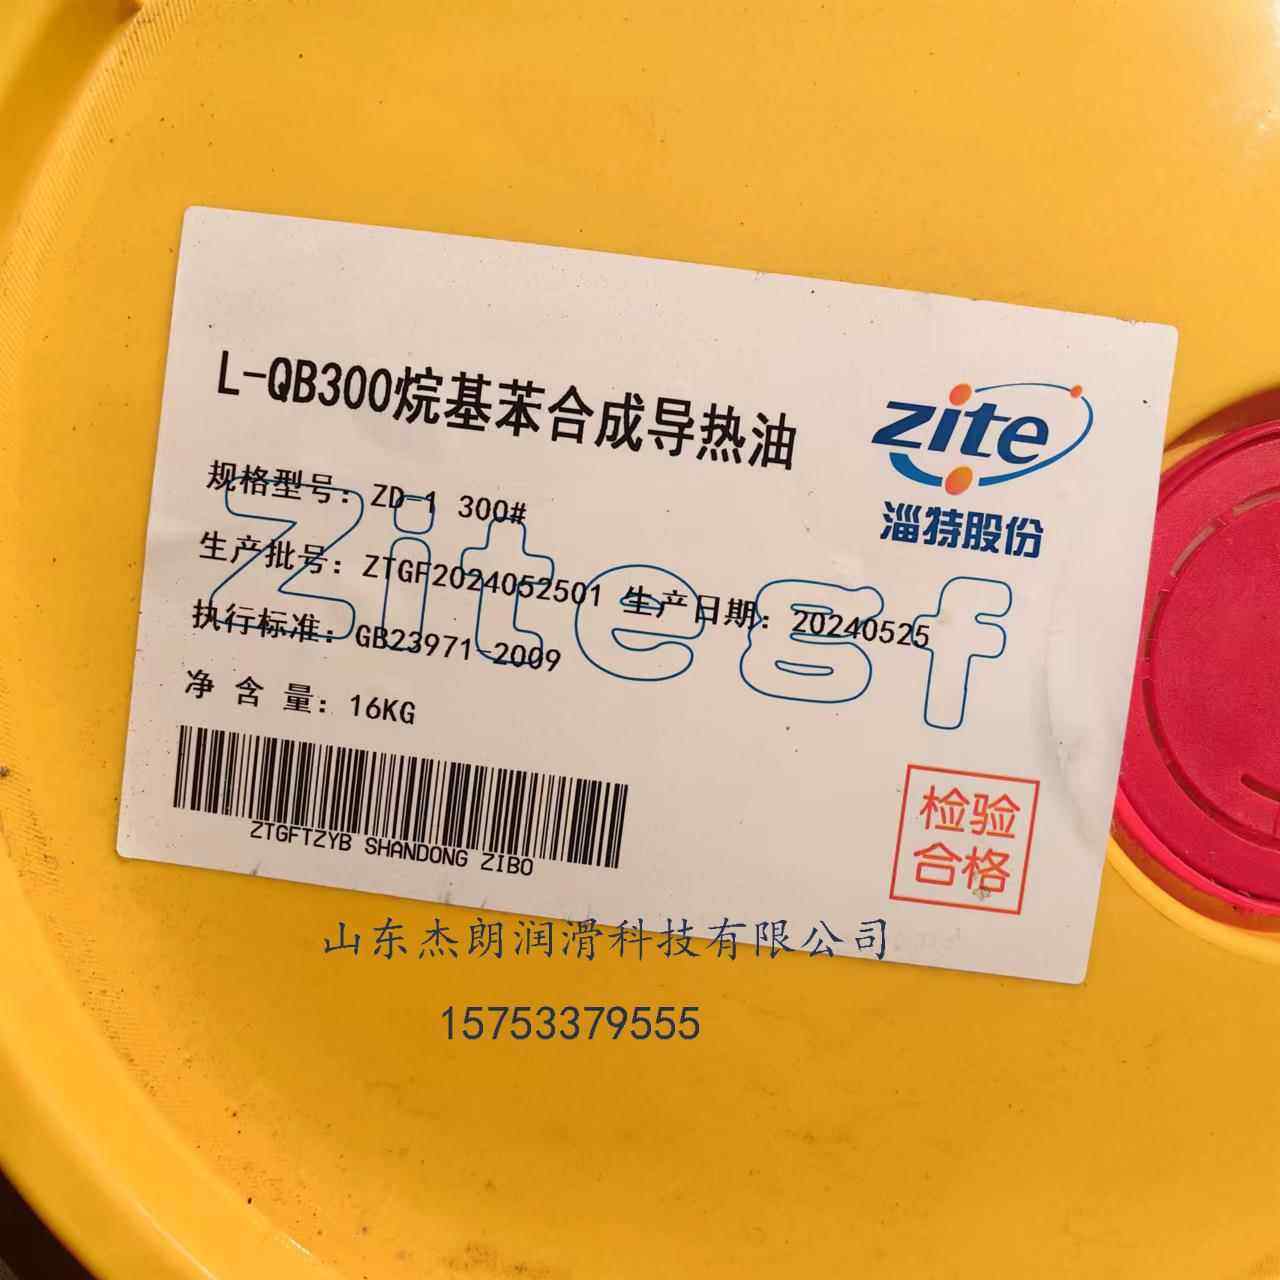 L-QB300烷基苯合成导热油
zite
淄特股份
规格型号: ZD-1 300#
生产批号: ZTGF2024052501 生产日期: 20240525
执行标准: GB23971-2009
净 含 量: 16KG
Zitegf
ZTGFTZYB SHANDONG ZIBO
检验
合格
山东杰朗润滑科技有限公司
15753379555